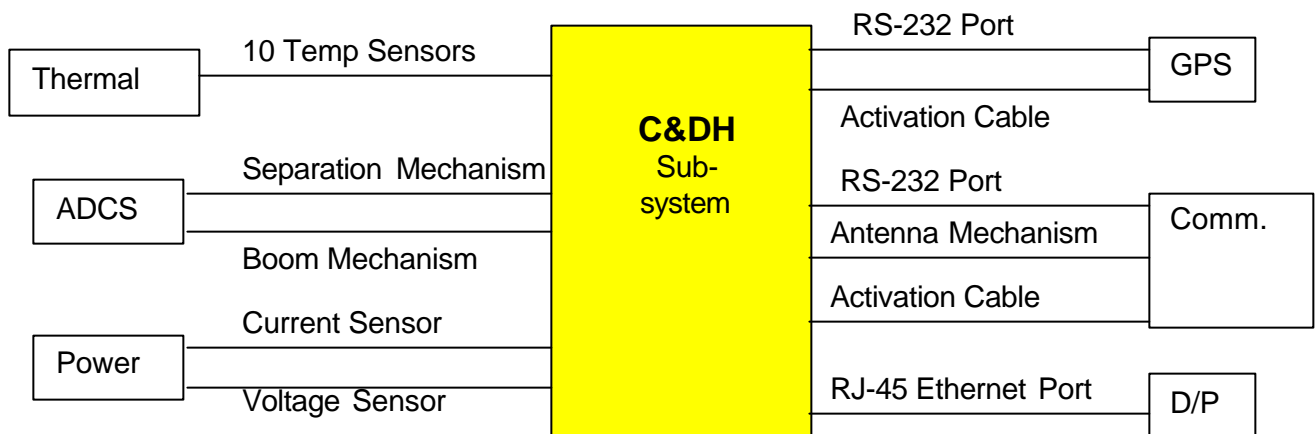 10 Temp Sensors
Thermal
Separation Mechanism
ADCS
Boom Mechanism
Current Sensor
Power
Voltage Sensor
C&DH
Sub-
system
RS-232 Port
GPS
Activation Cable
RS-232 Port
Comm.
Antenna Mechanism
Activation Cable
RJ-45 Ethernet Port
D/P